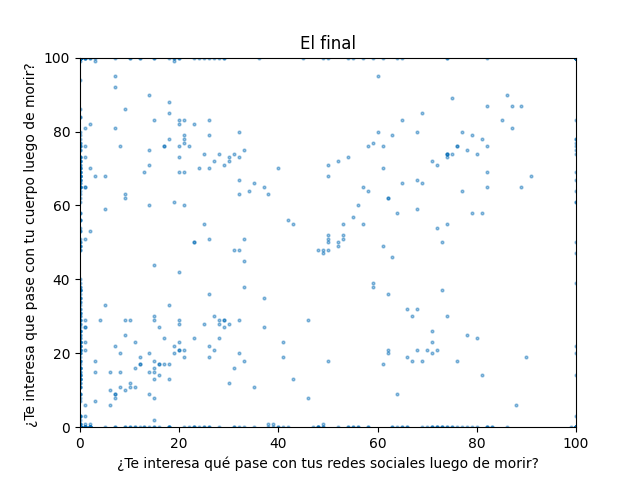 El final
¿Te interesa que pase con tu cuerpo luego de morir?
100
80
60
40
20
0
0 20 40 60 80 100
¿Te interesa qué pase con tus redes sociales luego de morir?